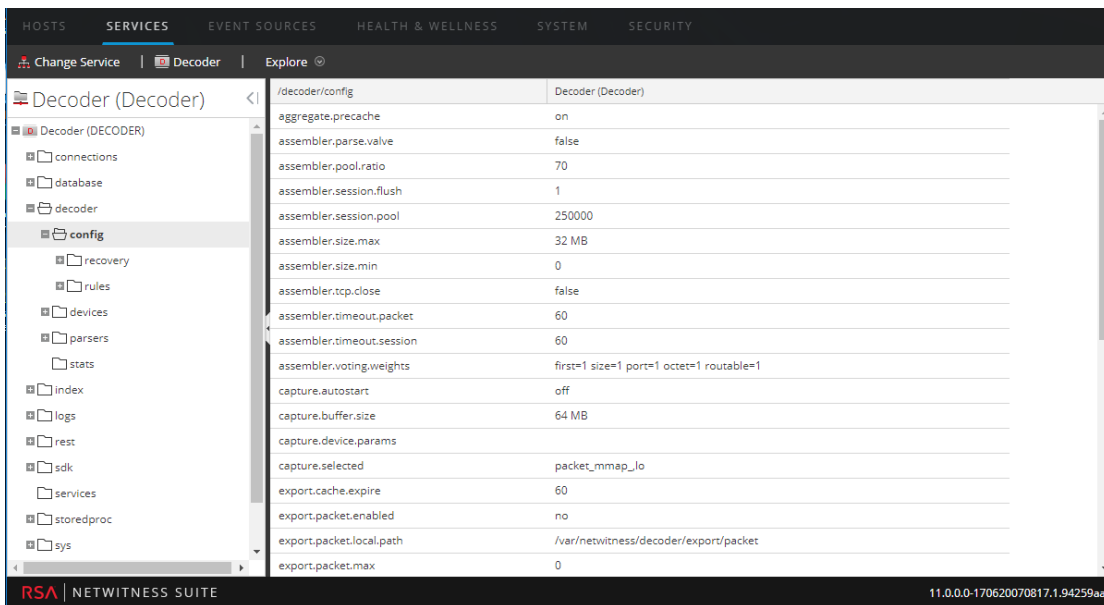 HOSTS SERVICES EVENT SOURCES HEALTH & WELLNESS SYSTEM SECURITY
Change Service | D Decoder | Explore
Decoder (Decoder)
D Decoder (DECODER)
connections
database
decoder
config
recovery
rules
devices
parsers
stats
index
logs
rest
sdk
services
storedproc
sys
/decoder/config Decoder (Decoder)
aggregate.precache on
assembler.parse.valve false
assembler.pool.ratio 70
assembler.session.flush 1
assembler.session.pool 250000
assembler.size.max 32 MB
assembler.size.min 0
assembler.tcp.close false
assembler.timeout.packet 60
assembler.timeout.session 60
assembler.voting.weights first=1 size=1 port=1 octet=1 routable=1
capture.autostart off
capture.buffer.size 64 MB
capture.device.params
capture.selected packet_mmap_,lo
export.cache.expire 60
export.packet.enabled no
export.packet.local.path /var/netwitness/decoder/export/packet
export.packet.max 0
RSA | NETWITNESS SUITE 11.0.0.0-170620070817.1.94259aa